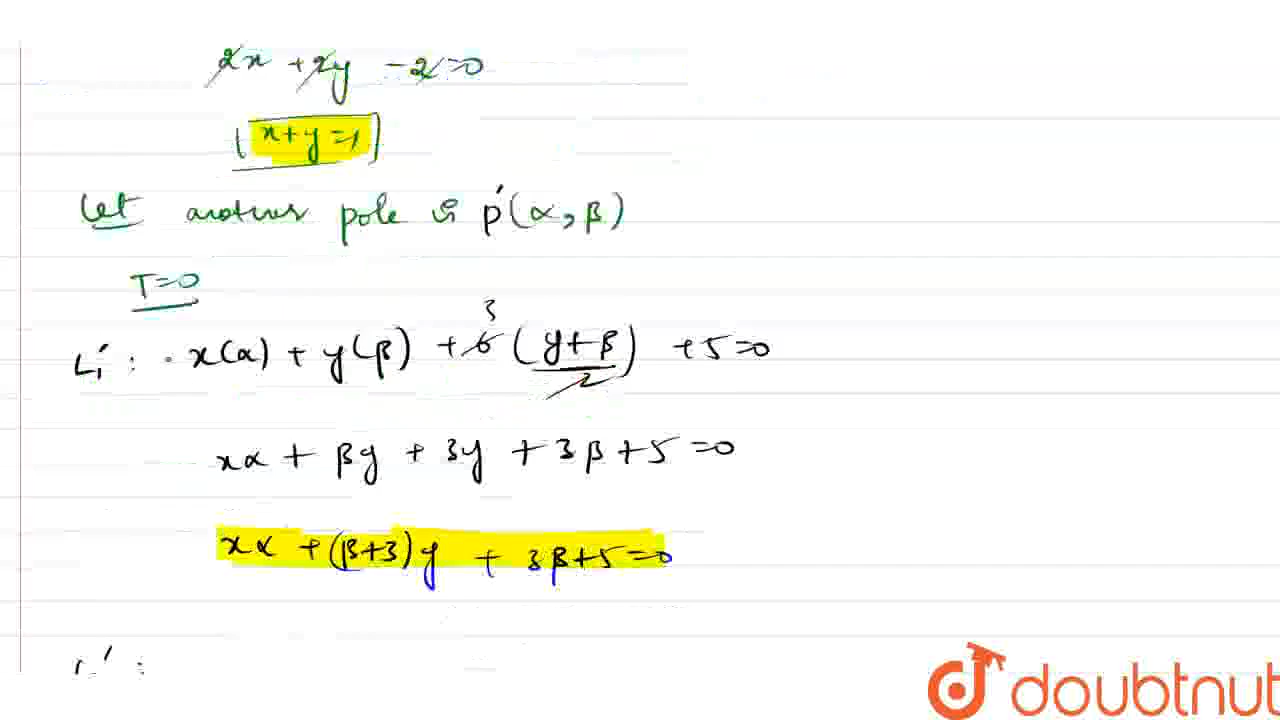 2x + 2y - 2 = 0
x + y = 1
Let another pole is P'(α, β)
T = 0
3
L₁' : x(α) + y(β) + 6 (y+β)/2 + 5 = 0
xα + βy + 3y + 3β + 5 = 0
xα + (β+3)y + 3β + 5 = 0
doubtnut